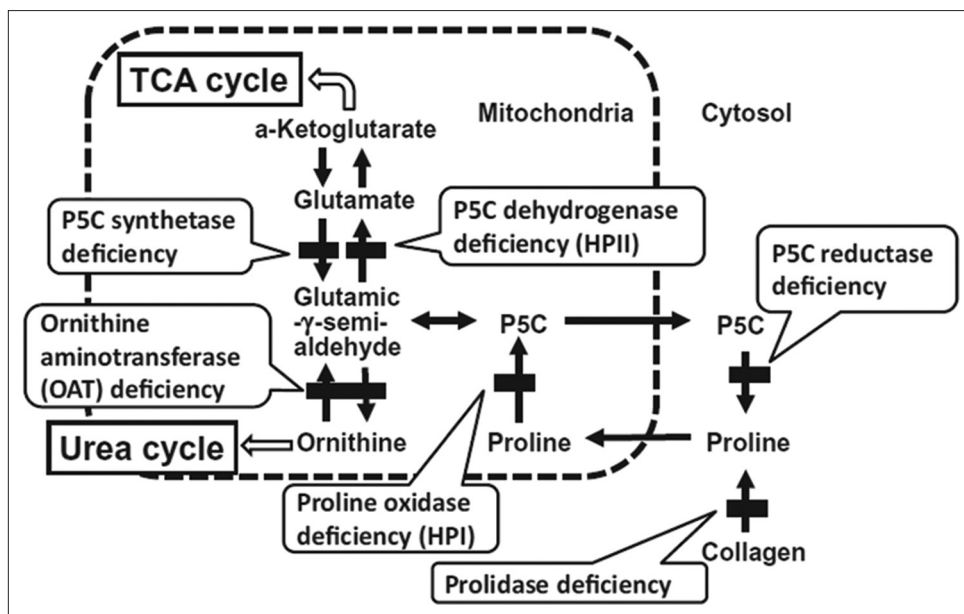 TCA cycle
a-Ketoglutarate
Mitochondria
Cytosol
Glutamate
P5C synthetase
deficiency
P5C dehydrogenase
deficiency (HPII)
P5C reductase
deficiency
Glutamic
-γ-semi-
aldehyde
P5C
P5C
Ornithine
aminotransferase
(OAT) deficiency
Urea cycle
Ornithine
Proline
Proline
Proline oxidase
deficiency (HPI)
Collagen
Prolidase deficiency